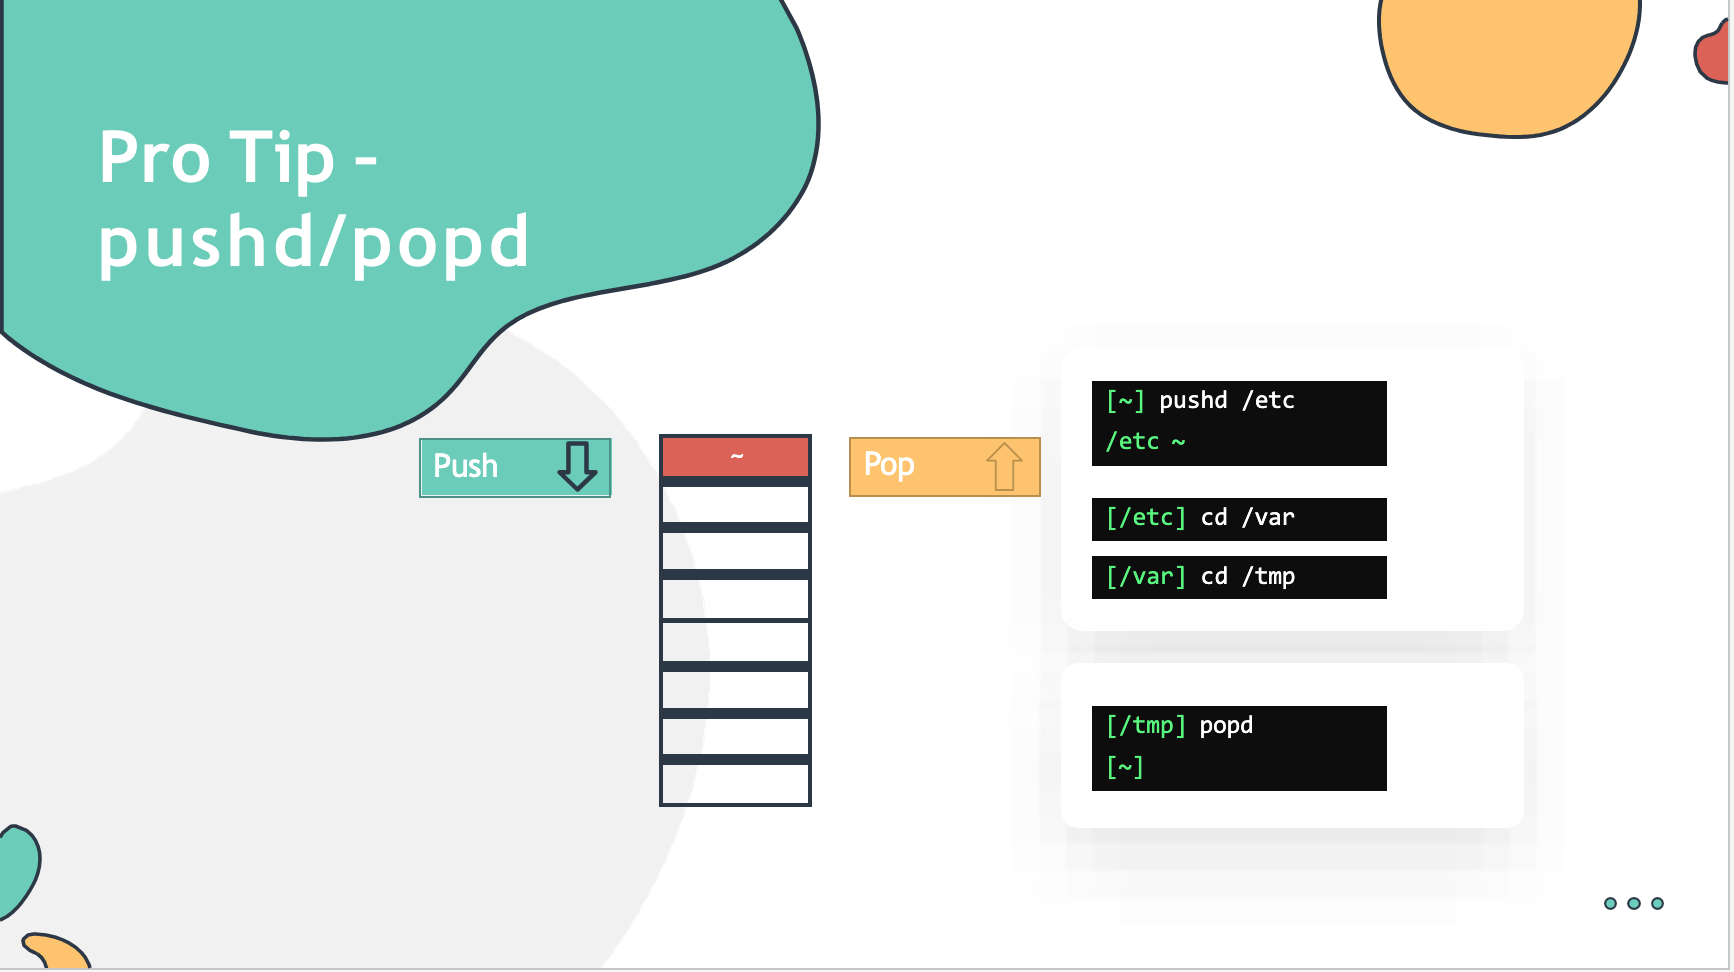 Pro Tip -
pushd/popd
Push
~
Pop
[~] pushd /etc
/etc ~
[/etc] cd /var
[/var] cd /tmp
[/tmp] popd
[~]